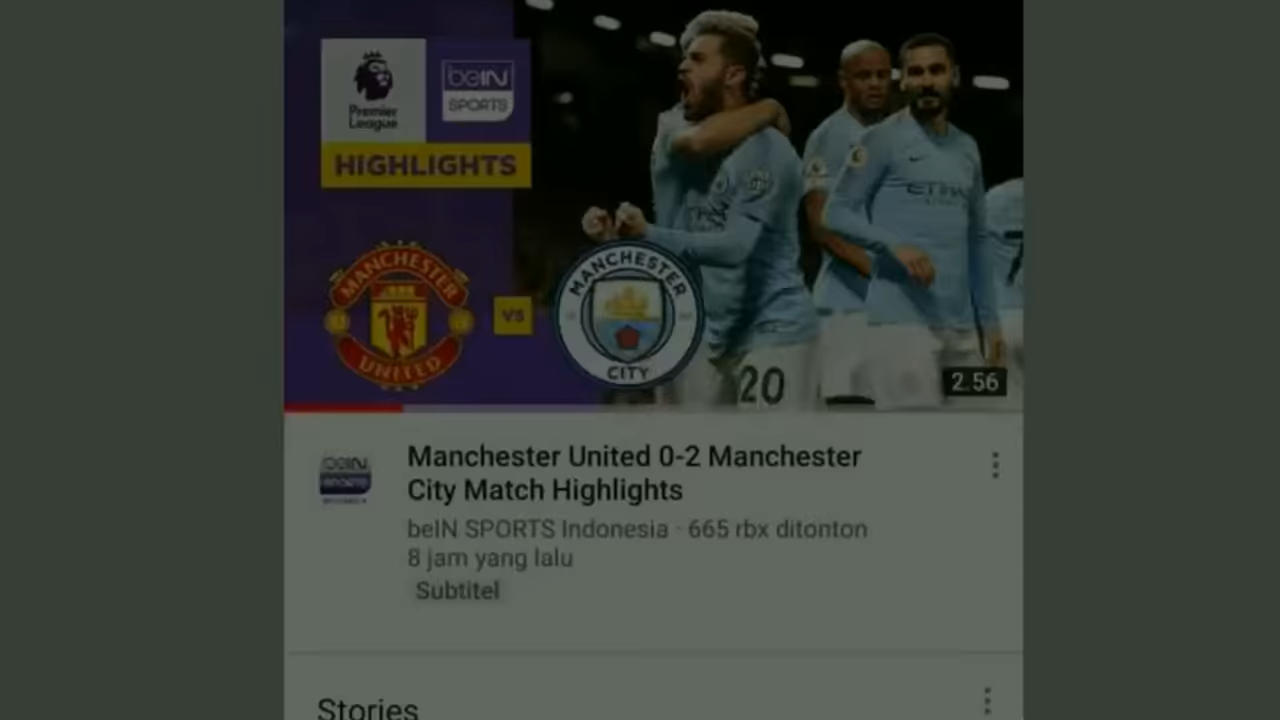 Premier
League
beIN
SPORTS
HIGHLIGHTS
MANCHESTER
UNITED
VS
MANCHESTER
CITY
ETIHAD
20
2.56
Manchester United 0-2 Manchester
City Match Highlights
beIN SPORTS Indonesia · 665 rbx ditonton
8 jam yang lalu
Subtitel
Stories